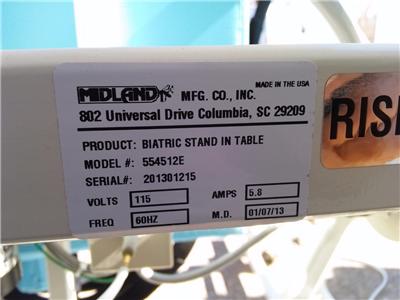 MADE IN THE USA
MIDLAND MFG. CO., INC.
802 Universal Drive Columbia, SC 29209
PRODUCT: BIATRIC STAND IN TABLE
MODEL #: 554512E
SERIAL#: 201301215
VOLTS 115 AMPS 5.8
FREQ 60HZ M.D. 01/07/13
RIS